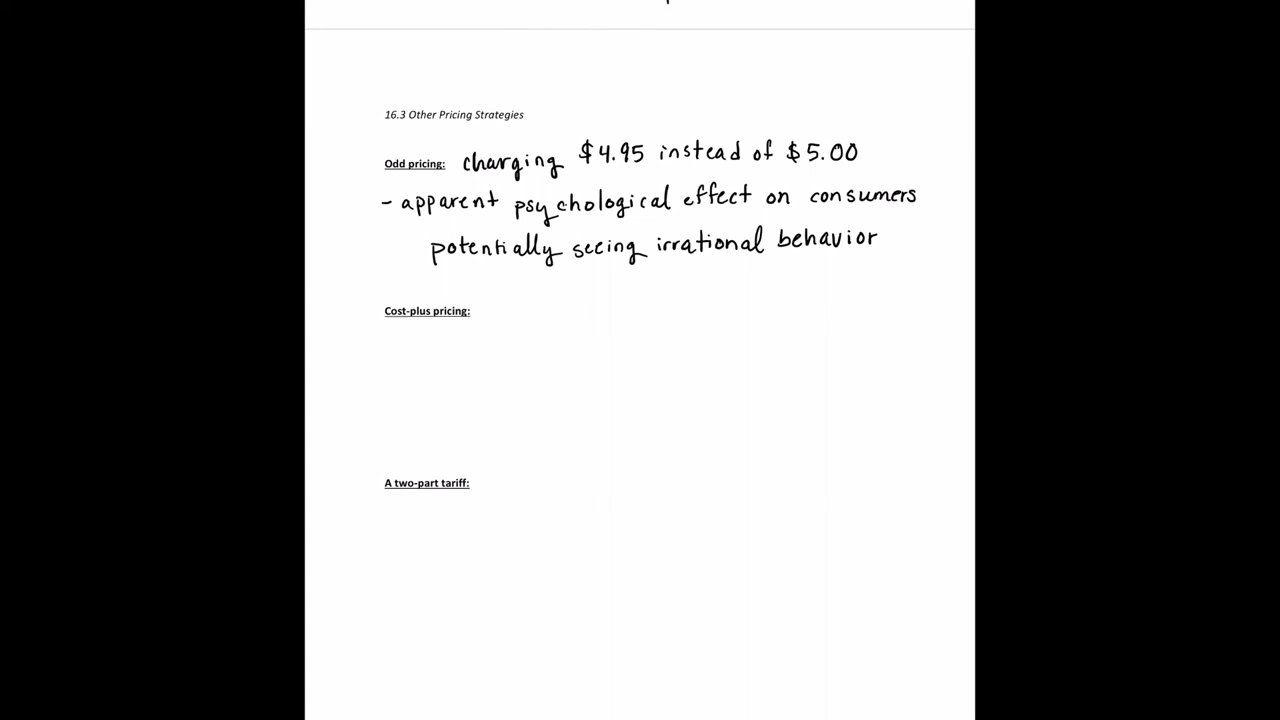 16.3 Other Pricing Strategies
Odd pricing: charging $4.95 instead of $5.00
- apparent psychological effect on consumers
potentially seeing irrational behavior
Cost-plus pricing:
A two-part tariff: